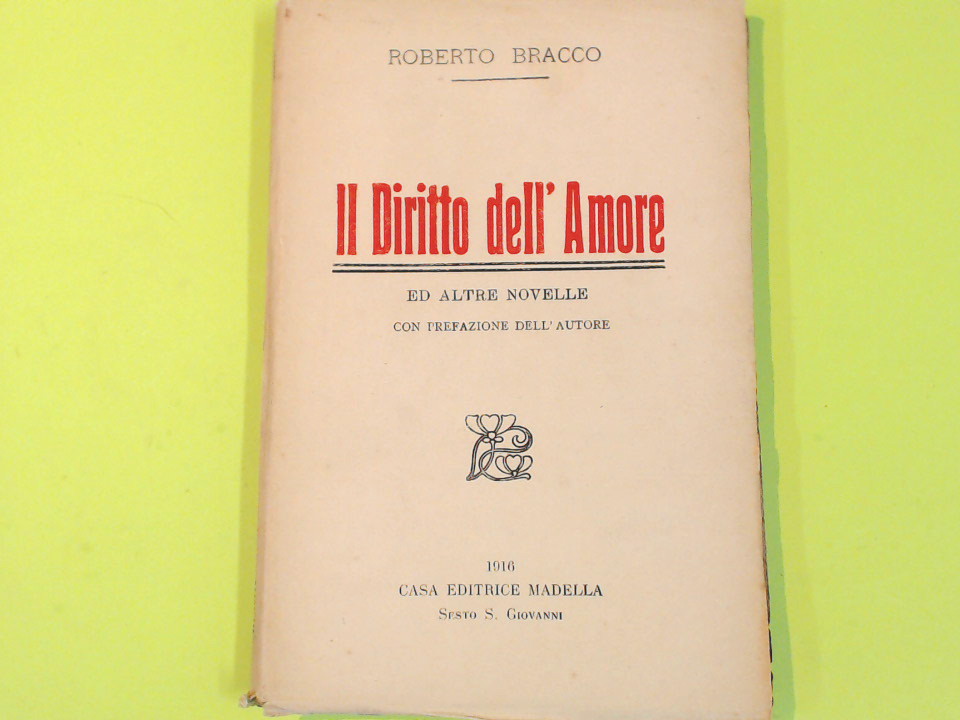 ROBERTO BRACCO
Il Diritto dell' Amore
ED ALTRE NOVELLE
CON PREFAZIONE DELL' AUTORE
1916
CASA EDITRICE MADELLA
SESTO S. GIOVANNI